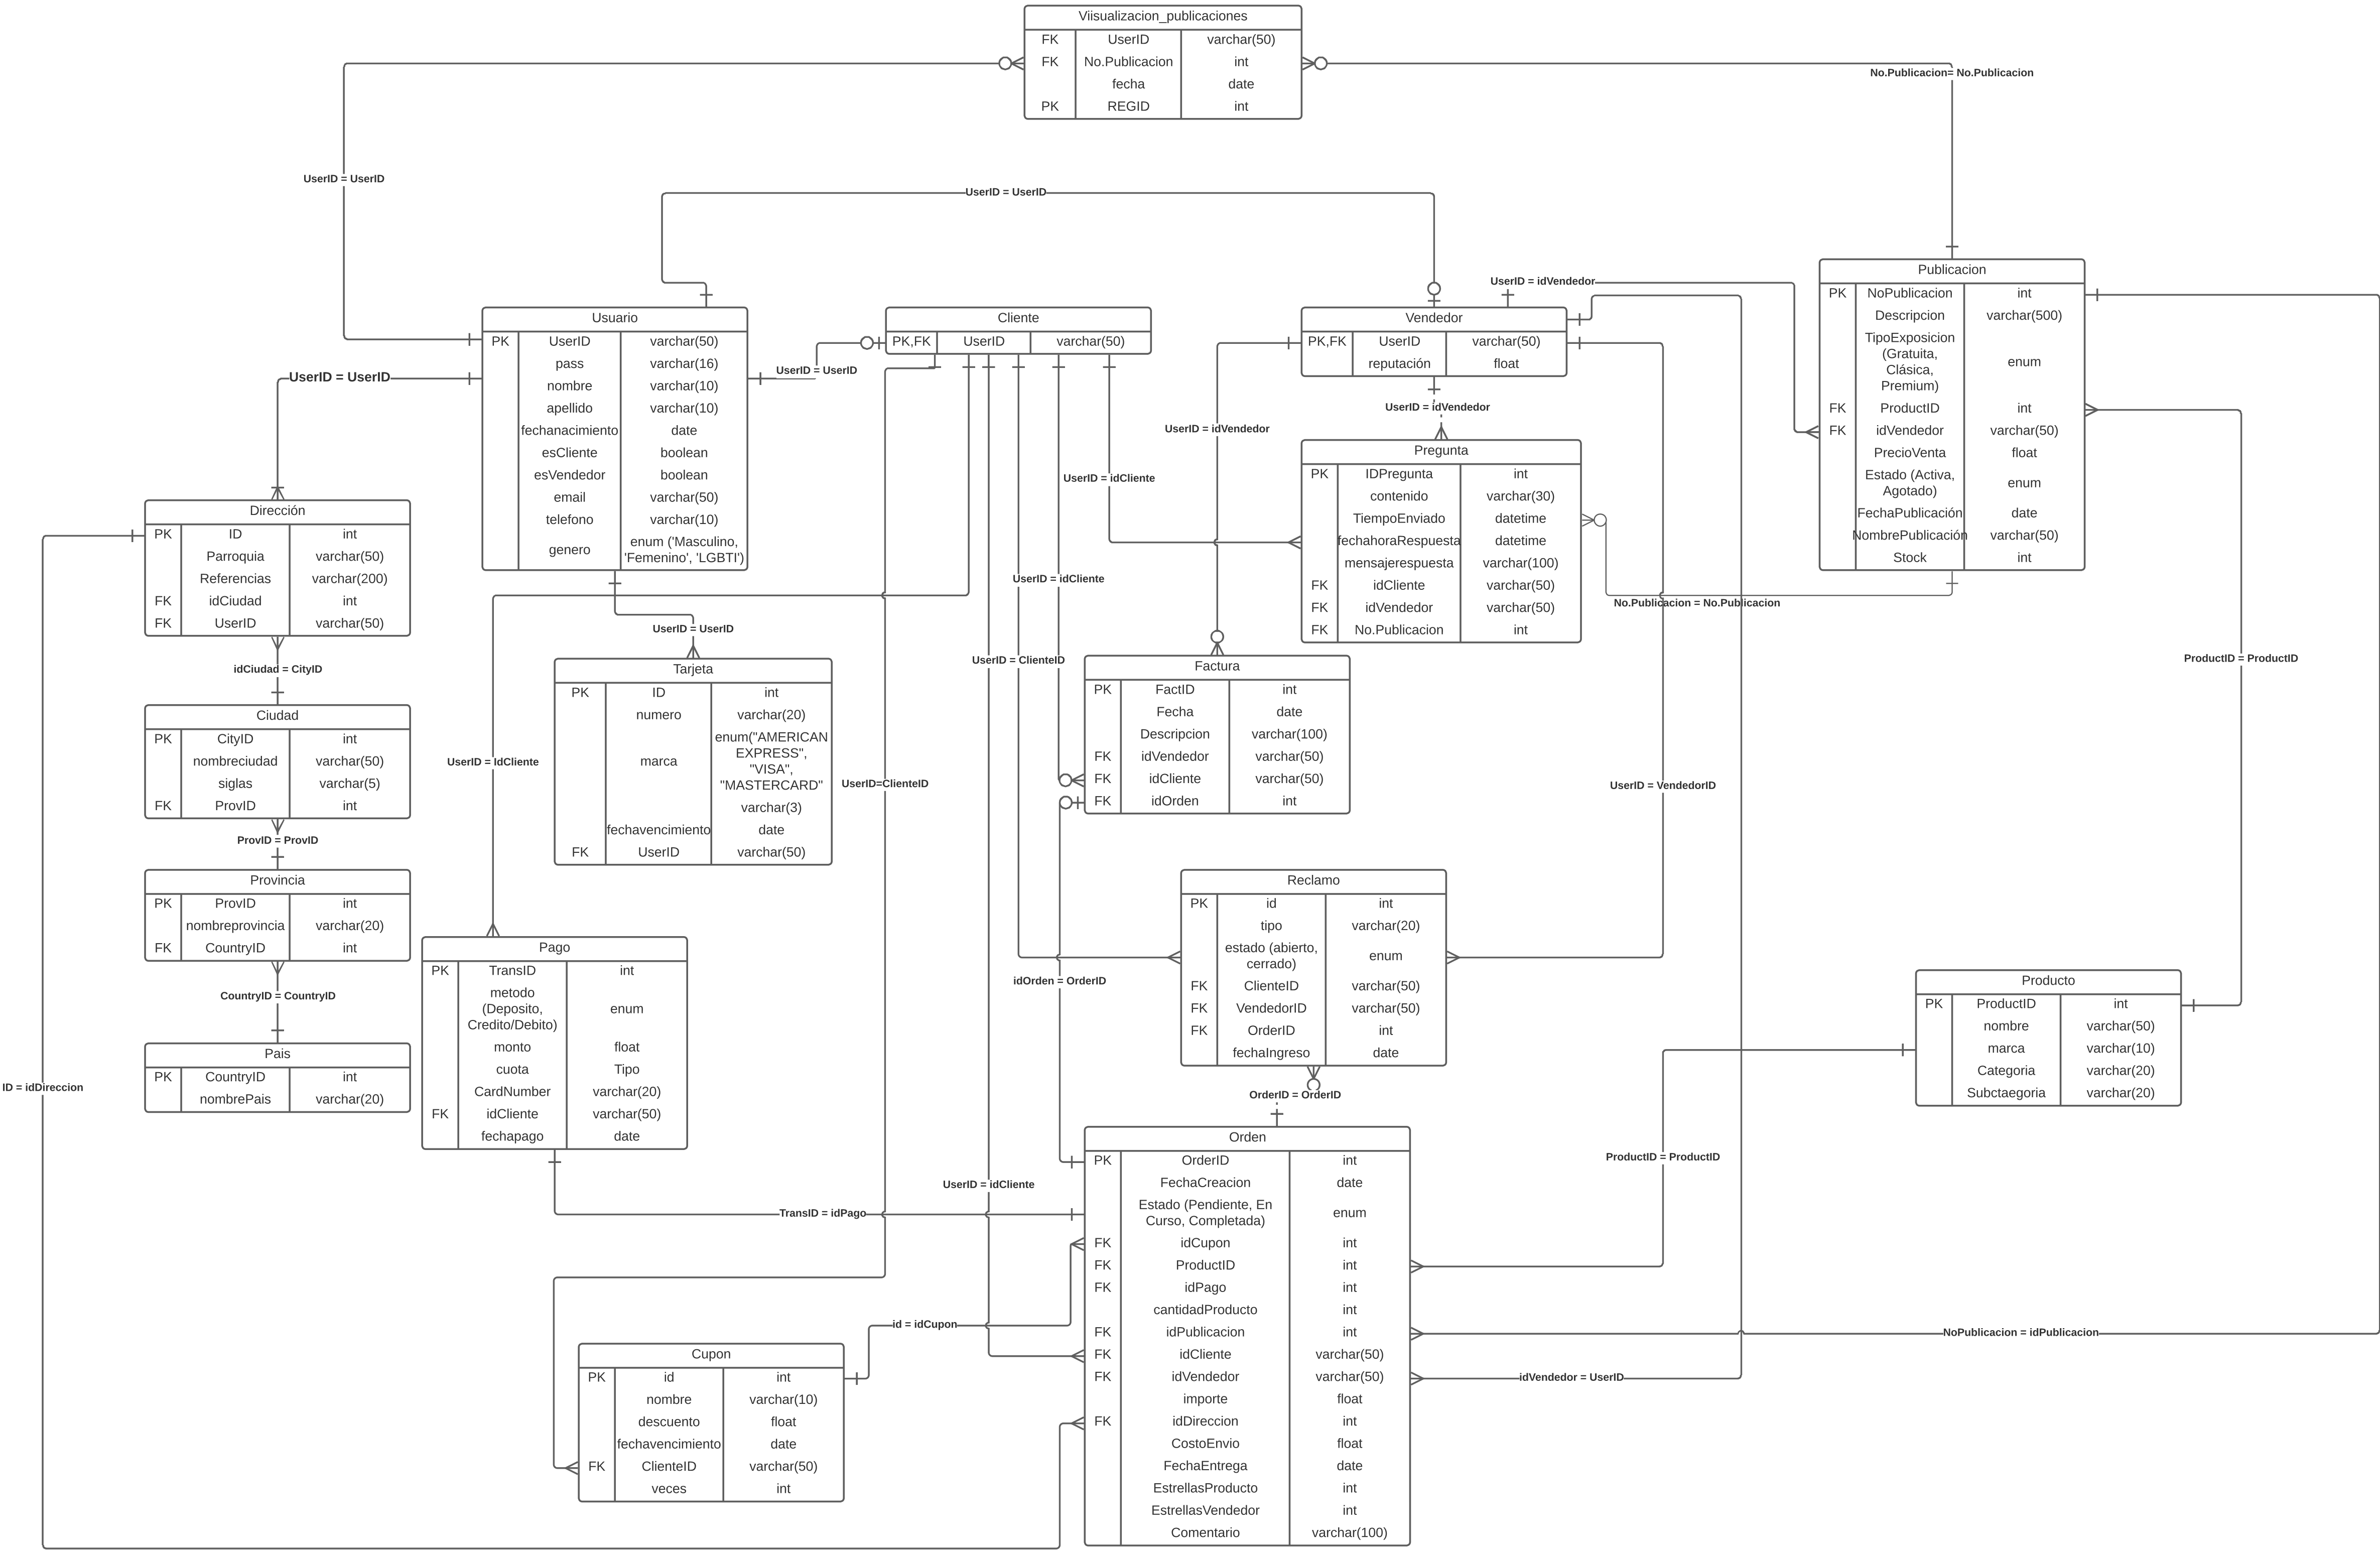 Viisualizacion_publicaciones
FK UserID varchar(50)
FK No.Publicacion int
fecha date
PK REGID int
No.Publicacion= No.Publicacion
UserID = UserID
UserID = UserID
Usuario
PK UserID varchar(50)
pass varchar(16)
nombre varchar(10)
apellido varchar(10)
fechanacimiento date
esCliente boolean
esVendedor boolean
email varchar(50)
telefono varchar(10)
genero enum ('Masculino,
'Femenino', 'LGBTI')
UserID = UserID
Cliente
PK,FK UserID varchar(50)
UserID = idVendedor
Vendedor
PK,FK UserID varchar(50)
reputación float
Publicacion
PK NoPublicacion int
Descripcion varchar(500)
TipoExposicion
(Gratuita,
Clásica,
Premium)
enum
FK ProductID int
FK idVendedor varchar(50)
PrecioVenta float
Estado (Activa,
Agotado)
enum
FechaPublicación date
NombrePublicación varchar(50)
Stock int
UserID = UserID
UserID = idVendedor
UserID = idVendedor
UserID = idCliente
Pregunta
PK IDPregunta int
contenido varchar(30)
TiempoEnviado datetime
fechahoraRespuesta datetime
mensajerespuesta varchar(100)
FK idCliente varchar(50)
FK idVendedor varchar(50)
FK No.Publicacion int
No.Publicacion = No.Publicacion
Dirección
PK ID int
Parroquia varchar(50)
Referencias varchar(200)
FK idCiudad int
FK UserID varchar(50)
idCiudad = CityID
UserID = UserID
UserID = idCliente
UserID = ClienteID
ProductID = ProductID
Tarjeta
PK ID int
numero varchar(20)
marca
enum("AMERICAN
EXPRESS",
"VISA",
"MASTERCARD"
varchar(3)
fechavencimiento date
FK UserID varchar(50)
Factura
PK FactID int
Fecha date
Descripcion varchar(100)
FK idVendedor varchar(50)
FK idCliente varchar(50)
FK idOrden int
Ciudad
PK CityID int
nombreciudad varchar(50)
siglas varchar(5)
FK ProvID int
ProvID = ProvID
UserID = IdCliente
UserID=ClienteID
UserID = VendedorID
Provincia
PK ProvID int
nombreprovincia varchar(20)
FK CountryID int
CountryID = CountryID
Pais
PK CountryID int
nombrePais varchar(20)
ID = idDireccion
Pago
PK TransID int
metodo
(Deposito,
Credito/Debito)
enum
monto float
cuota Tipo
CardNumber varchar(20)
FK idCliente varchar(50)
fechapago date
idOrden = OrderID
Reclamo
PK id int
tipo varchar(20)
estado (abierto,
cerrado)
enum
FK ClienteID varchar(50)
FK VendedorID varchar(50)
FK OrderID int
fechaIngreso date
OrderID = OrderID
Producto
PK ProductID int
nombre varchar(50)
marca varchar(10)
Categoria varchar(20)
Subctaegoria varchar(20)
ProductID = ProductID
UserID = idCliente
TransID = idPago
Orden
PK OrderID int
FechaCreacion date
Estado (Pendiente, En
Curso, Completada)
enum
FK idCupon int
FK ProductID int
FK idPago int
cantidadProducto int
FK idPublicacion int
FK idCliente varchar(50)
FK idVendedor varchar(50)
importe float
FK idDireccion int
CostoEnvio float
FechaEntrega date
EstrellasProducto int
EstrellasVendedor int
Comentario varchar(100)
id = idCupon
NoPublicacion = idPublicacion
idVendedor = UserID
Cupon
PK id int
nombre varchar(10)
descuento float
fechavencimiento date
FK ClienteID varchar(50)
veces int